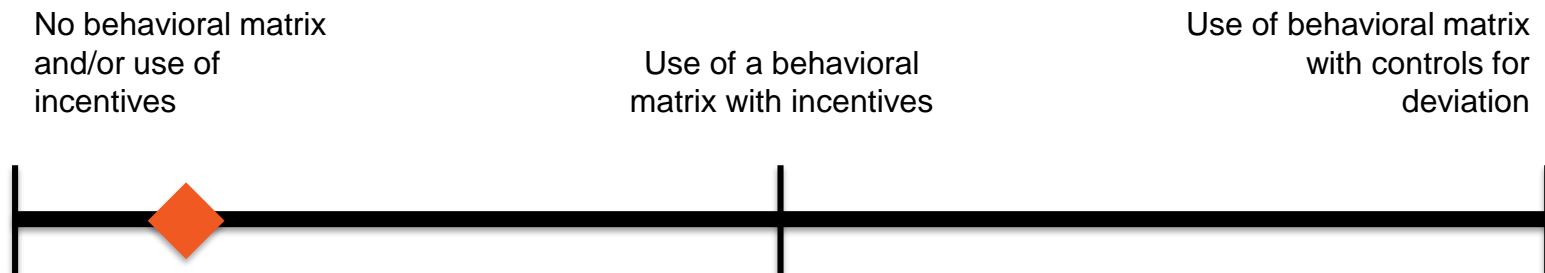 No behavioral matrix
and/or use of
incentives
Use of a behavioral
matrix with incentives
Use of behavioral matrix
with controls for
deviation